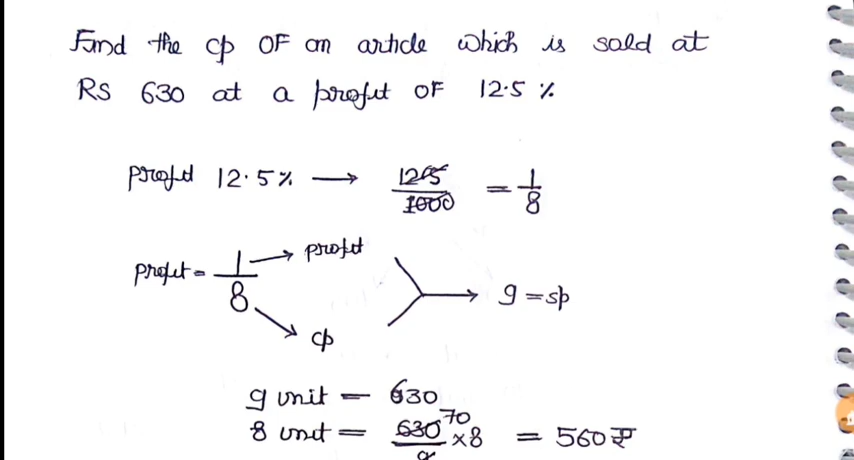 Find the cp OF an article which is sold at
RS 630 at a profit OF 12.5 %
profit 12.5% → 125/1000 = 1/8
profit = 1/8 → profit
→ 9 = sp
→ cp
9 unit = 630
8 unit = 630/9 70 × 8 = 560 ₹